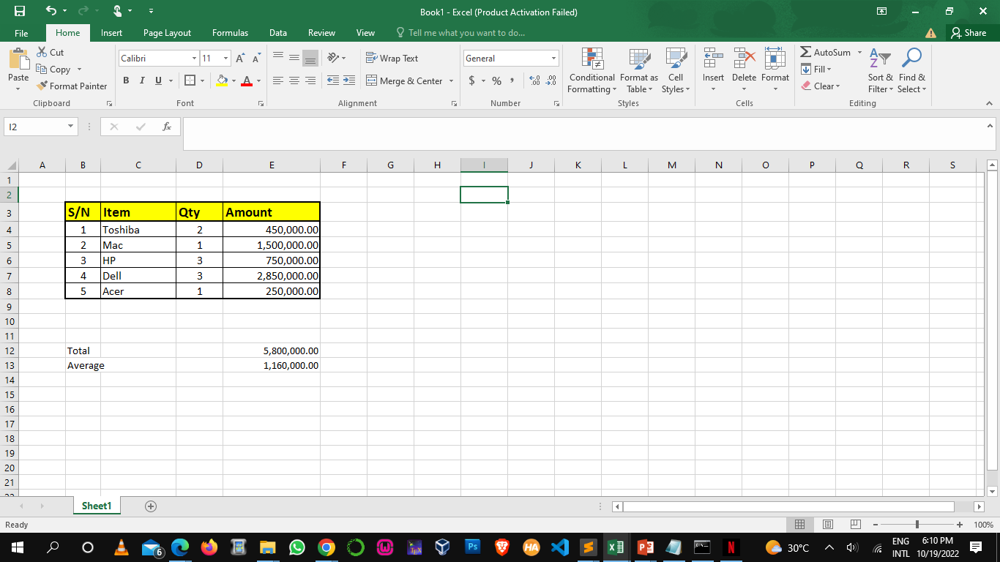 Book1 - Excel (Product Activation Failed)
File Home Insert Page Layout Formulas Data Review View Tell me what you want to do... Share
Paste Cut Copy Format Painter Clipboard
Calibri 11 B I U A A A Font
Wrap Text Merge & Center Alignment
General $ % , .00 .0 Number
Conditional Formatting Format as Table Cell Styles Styles
Insert Delete Format Cells
AutoSum Fill Clear Sort & Filter Find & Select Editing
I2 fx
A B C D E F G H I J K L M N O P Q R S
1
2
3 S/N Item Qty Amount
4 1 Toshiba 2 450,000.00
5 2 Mac 1 1,500,000.00
6 3 HP 3 750,000.00
7 4 Dell 3 2,850,000.00
8 5 Acer 1 250,000.00
9
10
11
12 Total 5,800,000.00
13 Average 1,160,000.00
14
15
16
17
18
19
20
21
Sheet1
Ready 100%
6 Ps HA N 30°C ENG 6:10 PM
INTL 10/19/2022